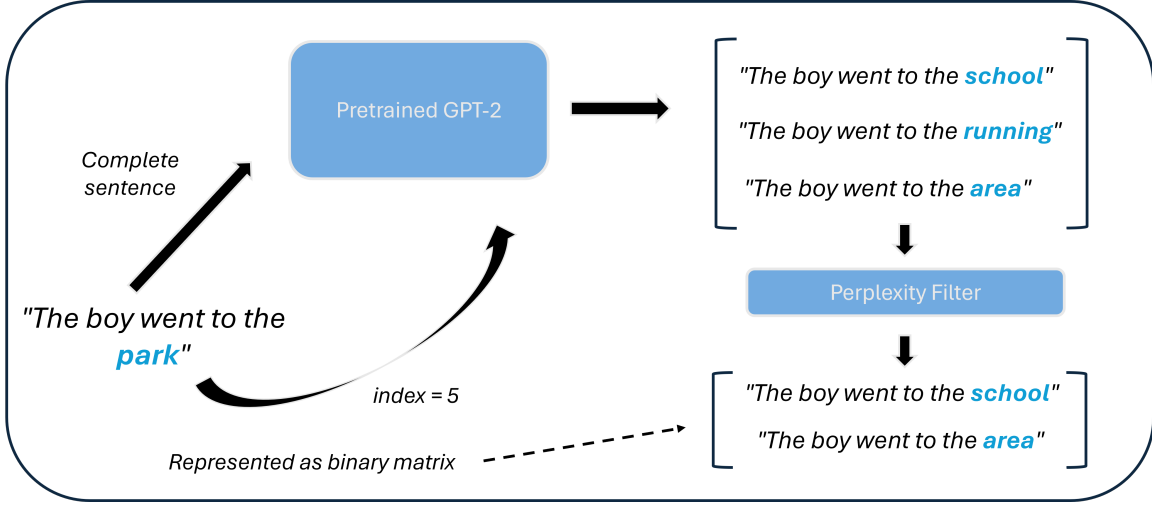 Pretrained GPT-2
"The boy went to the school"
"The boy went to the running"
"The boy went to the area"
Complete
sentence
Perplexity Filter
"The boy went to the
park"
index = 5
"The boy went to the school"
"The boy went to the area"
Represented as binary matrix